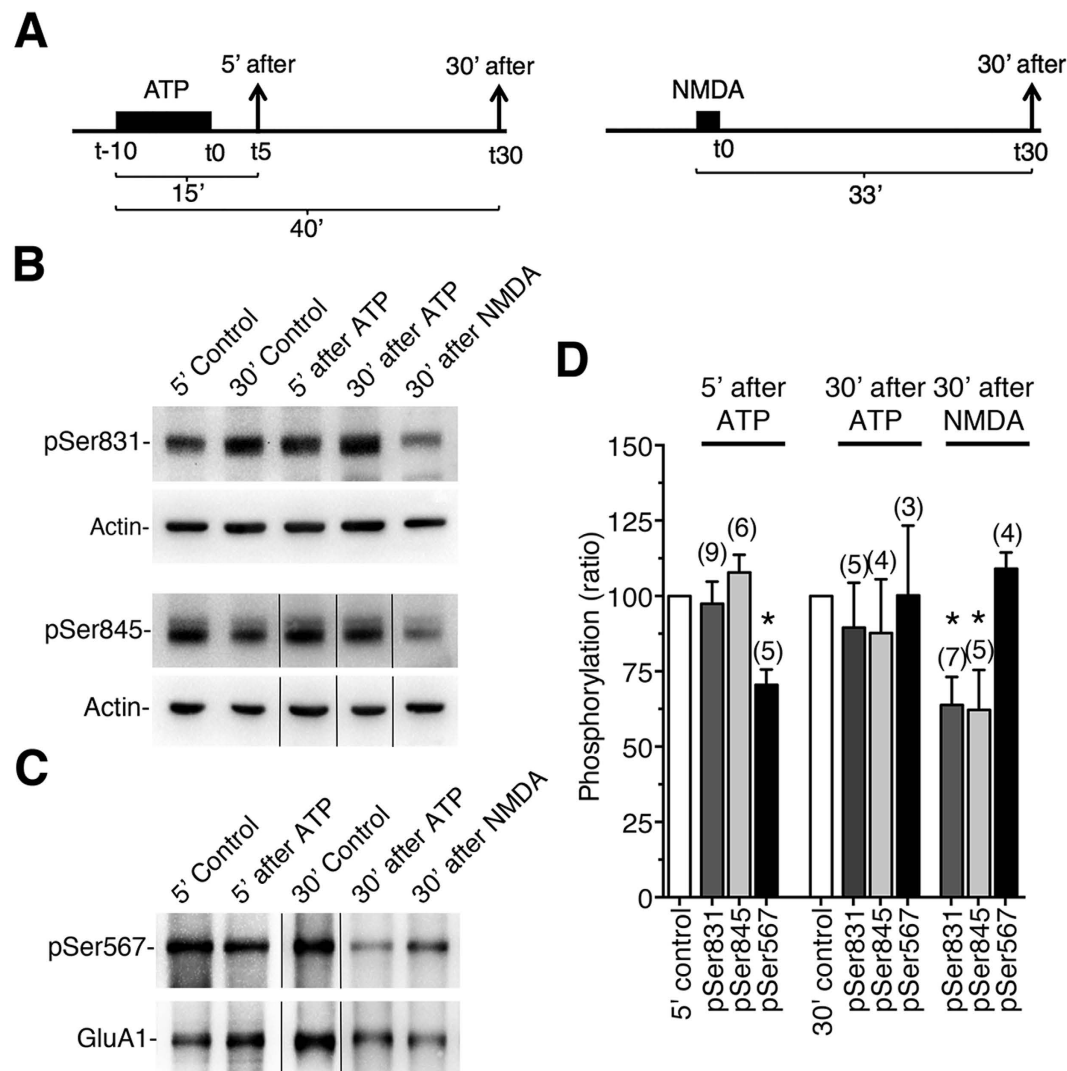 A
5’ after
ATP
t-10
t0
t5
30’ after
t30
15’
40’
NMDA
t0
30’ after
t30
33’
B
5’ Control
30’ Control
5’ after ATP
30’ after ATP
30’ after NMDA
pSer831-
Actin-
pSer845-
Actin-
C
5’ Control
5’ after ATP
30’ Control
30’ after ATP
30’ after NMDA
pSer567-
GluA1-
D
5’ after
ATP
30’ after
ATP
30’ after
NMDA
Phosphorylation (ratio)
150
125
100
75
50
25
0
(9)
(6)
*
(5)
(5)
(4)
(3)
*
(7)
*
(5)
(4)
5’ control
pSer831
pSer845
pSer567
30’ control
pSer831
pSer845
pSer567
pSer831
pSer845
pSer567